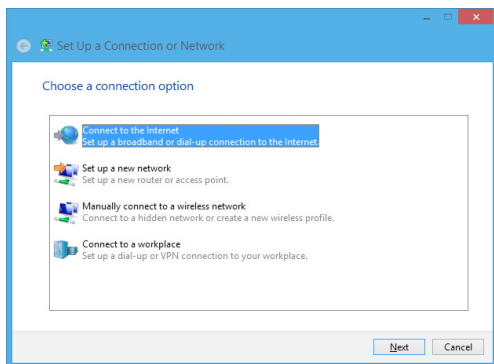 Set Up a Connection or Network
Choose a connection option
Connect to the Internet
Set up a broadband or dial-up connection to the Internet.
Set up a new network
Set up a new router or access point.
Manually connect to a wireless network
Connect to a hidden network or create a new wireless profile.
Connect to a workplace
Set up a dial-up or VPN connection to your workplace.
Next Cancel